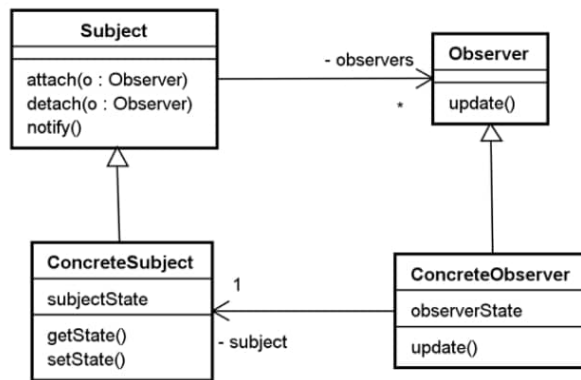 Subject
attach(o : Observer)
detach(o : Observer)
notify()
- observers
*
Observer
update()
ConcreteSubject
subjectState
getState()
setState()
1
- subject
ConcreteObserver
observerState
update()